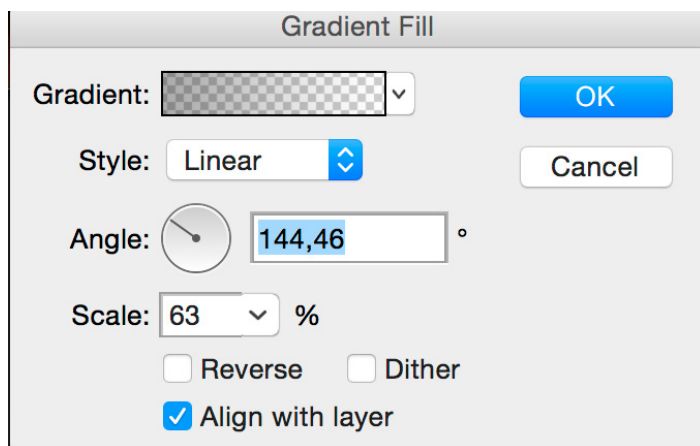 Gradient Fill
Gradient:
OK
Style: Linear
Cancel
Angle: 144,46 °
Scale: 63 %
Reverse Dither
Align with layer